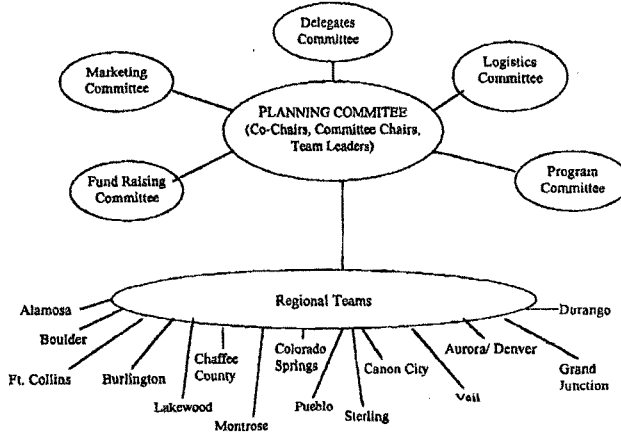 Delegates
Committee
Marketing
Committee
Logistics
Committee
PLANNING COMMITEE
(Co-Chairs, Committee Chairs,
Team Leaders)
Fund Raising
Committee
Program
Committee
Regional Teams
Alamosa
Durango
Boulder
Ft. Collins
Burlington
Lakewood
Chaffee
County
Montrose
Colorado
Springs
Pueblo
Sterling
Canon City
Vail
Aurora/ Denver
Grand
Junction